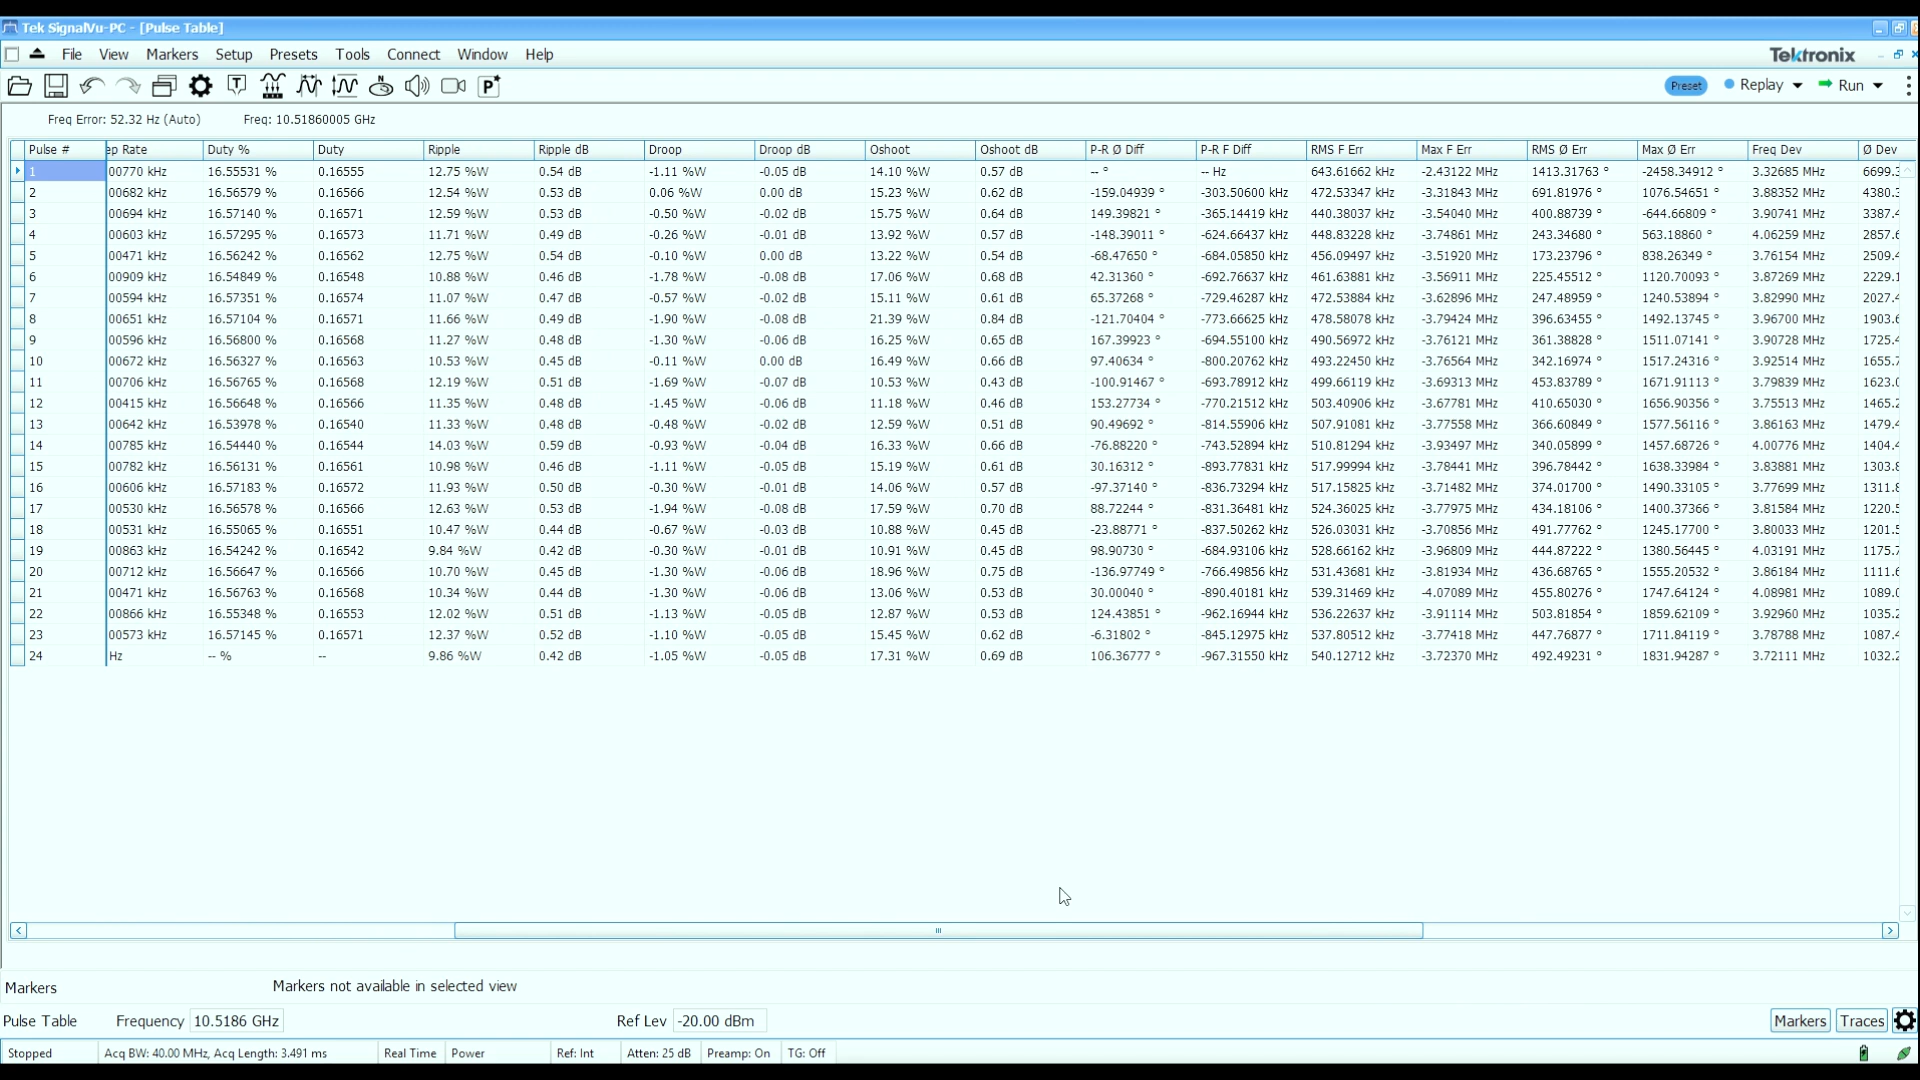 Tek SignalVu-PC - [Pulse Table]
File View Markers Setup Presets Tools Connect Window Help Tektronix
Preset Replay Run
Freq Error: 52.32 Hz (Auto) Freq: 10.51860005 GHz
Pulse # ep Rate Duty % Duty Ripple Ripple dB Droop Droop dB Oshoot Oshoot dB P-R Ø Diff P-R F Diff RMS F Err Max F Err RMS Ø Err Max Ø Err Freq Dev Ø Dev
1 00770 kHz 16.55531 % 0.16555 12.75 %W 0.54 dB -1.11 %W -0.05 dB 14.10 %W 0.57 dB -- ° -- Hz 643.61662 kHz -2.43122 MHz 1413.31763 ° -2458.34912 ° 3.32685 MHz 6699.3
2 00682 kHz 16.56579 % 0.16566 12.54 %W 0.53 dB 0.06 %W 0.00 dB 15.23 %W 0.62 dB -159.04939 ° -303.50600 kHz 472.53347 kHz -3.31843 MHz 691.81976 ° 1076.54651 ° 3.88352 MHz 4380.3
3 00694 kHz 16.57140 % 0.16571 12.59 %W 0.53 dB -0.50 %W -0.02 dB 15.75 %W 0.64 dB 149.39821 ° -365.14419 kHz 440.38037 kHz -3.54040 MHz 400.88739 ° -644.66809 ° 3.90741 MHz 3387.4
4 00603 kHz 16.57295 % 0.16573 11.71 %W 0.49 dB -0.26 %W -0.01 dB 13.92 %W 0.57 dB -148.39011 ° -624.66437 kHz 448.83228 kHz -3.74861 MHz 243.34680 ° 563.18860 ° 4.06259 MHz 2857.6
5 00471 kHz 16.56242 % 0.16562 12.75 %W 0.54 dB -0.10 %W 0.00 dB 13.22 %W 0.54 dB -68.47650 ° -684.05850 kHz 456.09497 kHz -3.51920 MHz 173.23796 ° 838.26349 ° 3.76154 MHz 2509.4
6 00909 kHz 16.54849 % 0.16548 10.88 %W 0.46 dB -1.78 %W -0.08 dB 17.06 %W 0.68 dB 42.31360 ° -692.76637 kHz 461.63881 kHz -3.56911 MHz 225.45512 ° 1120.70093 ° 3.87269 MHz 2229.1
7 00594 kHz 16.57351 % 0.16574 11.07 %W 0.47 dB -0.57 %W -0.02 dB 15.11 %W 0.61 dB 65.37268 ° -729.46287 kHz 472.53884 kHz -3.62896 MHz 247.48959 ° 1240.53894 ° 3.82990 MHz 2027.4
8 00651 kHz 16.57104 % 0.16571 11.66 %W 0.49 dB -1.90 %W -0.08 dB 21.39 %W 0.84 dB -121.70404 ° -773.66625 kHz 478.58078 kHz -3.79424 MHz 396.63455 ° 1492.13745 ° 3.96700 MHz 1903.6
9 00596 kHz 16.56800 % 0.16568 11.27 %W 0.48 dB -1.30 %W -0.06 dB 16.25 %W 0.65 dB 167.39923 ° -694.55100 kHz 490.56972 kHz -3.76121 MHz 361.38828 ° 1511.07141 ° 3.90728 MHz 1725.4
10 00672 kHz 16.56327 % 0.16563 10.53 %W 0.45 dB -0.11 %W 0.00 dB 16.49 %W 0.66 dB 97.40634 ° -800.20762 kHz 493.22450 kHz -3.76564 MHz 342.16974 ° 1517.24316 ° 3.92514 MHz 1655.7
11 00706 kHz 16.56765 % 0.16568 12.19 %W 0.51 dB -1.69 %W -0.07 dB 10.53 %W 0.43 dB -100.91467 ° -693.78912 kHz 499.66119 kHz -3.69313 MHz 453.83789 ° 1671.91113 ° 3.79839 MHz 1623.0
12 00415 kHz 16.56648 % 0.16566 11.35 %W 0.48 dB -1.45 %W -0.06 dB 11.18 %W 0.46 dB 153.27734 ° -770.21512 kHz 503.40906 kHz -3.67781 MHz 410.65030 ° 1656.90356 ° 3.75513 MHz 1465.2
13 00642 kHz 16.53978 % 0.16540 11.33 %W 0.48 dB -0.48 %W -0.02 dB 12.59 %W 0.51 dB 90.49692 ° -814.55906 kHz 507.91081 kHz -3.77558 MHz 366.60849 ° 1577.56116 ° 3.86163 MHz 1479.4
14 00785 kHz 16.54440 % 0.16544 14.03 %W 0.59 dB -0.93 %W -0.04 dB 16.33 %W 0.66 dB -76.88220 ° -743.52894 kHz 510.81294 kHz -3.93497 MHz 340.05899 ° 1457.68726 ° 4.00776 MHz 1404.4
15 00782 kHz 16.56131 % 0.16561 10.98 %W 0.46 dB -1.11 %W -0.05 dB 15.19 %W 0.61 dB 30.16312 ° -893.77831 kHz 517.99994 kHz -3.78441 MHz 396.78442 ° 1638.33984 ° 3.83881 MHz 1303.8
16 00606 kHz 16.57183 % 0.16572 11.93 %W 0.50 dB -0.30 %W -0.01 dB 14.06 %W 0.57 dB -97.37140 ° -836.73294 kHz 517.15825 kHz -3.71482 MHz 374.01700 ° 1490.33105 ° 3.77699 MHz 1311.8
17 00530 kHz 16.56578 % 0.16566 12.63 %W 0.53 dB -1.94 %W -0.08 dB 17.59 %W 0.70 dB 88.72244 ° -831.36481 kHz 524.36025 kHz -3.77975 MHz 434.18106 ° 1400.37366 ° 3.81584 MHz 1220.5
18 00531 kHz 16.55065 % 0.16551 10.47 %W 0.44 dB -0.67 %W -0.03 dB 10.88 %W 0.45 dB -23.88771 ° -837.50262 kHz 526.03031 kHz -3.70856 MHz 491.77762 ° 1245.17700 ° 3.80033 MHz 1201.5
19 00863 kHz 16.54242 % 0.16542 9.84 %W 0.42 dB -0.30 %W -0.01 dB 10.91 %W 0.45 dB 98.90730 ° -684.93106 kHz 528.66162 kHz -3.96809 MHz 444.87222 ° 1380.56445 ° 4.03191 MHz 1175.7
20 00712 kHz 16.56647 % 0.16566 10.70 %W 0.45 dB -1.30 %W -0.06 dB 18.96 %W 0.75 dB -136.97749 ° -766.49856 kHz 531.43681 kHz -3.81934 MHz 436.68765 ° 1555.20532 ° 3.86184 MHz 1111.6
21 00471 kHz 16.56763 % 0.16568 10.34 %W 0.44 dB -1.30 %W -0.06 dB 13.06 %W 0.53 dB 30.00040 ° -890.40181 kHz 539.31469 kHz -4.07089 MHz 455.80276 ° 1747.64124 ° 4.08981 MHz 1089.0
22 00866 kHz 16.55348 % 0.16553 12.02 %W 0.51 dB -1.13 %W -0.05 dB 12.87 %W 0.53 dB 124.43851 ° -962.16944 kHz 536.22637 kHz -3.91114 MHz 503.81854 ° 1859.62109 ° 3.92960 MHz 1035.2
23 00573 kHz 16.57145 % 0.16571 12.37 %W 0.52 dB -1.10 %W -0.05 dB 15.45 %W 0.62 dB -6.31802 ° -845.12975 kHz 537.80512 kHz -3.77418 MHz 447.76877 ° 1711.84119 ° 3.78788 MHz 1087.4
24 Hz -- % -- 9.86 %W 0.42 dB -1.05 %W -0.05 dB 17.31 %W 0.69 dB 106.36777 ° -967.31550 kHz 540.12712 kHz -3.72370 MHz 492.49231 ° 1831.94287 ° 3.72111 MHz 1032.2
Markers Markers not available in selected view
Pulse Table Frequency 10.5186 GHz Ref Lev -20.00 dBm Markers Traces
Stopped Acq BW: 40.00 MHz, Acq Length: 3.491 ms Real Time Power Ref: Int Atten: 25 dB Preamp: On TG: Off